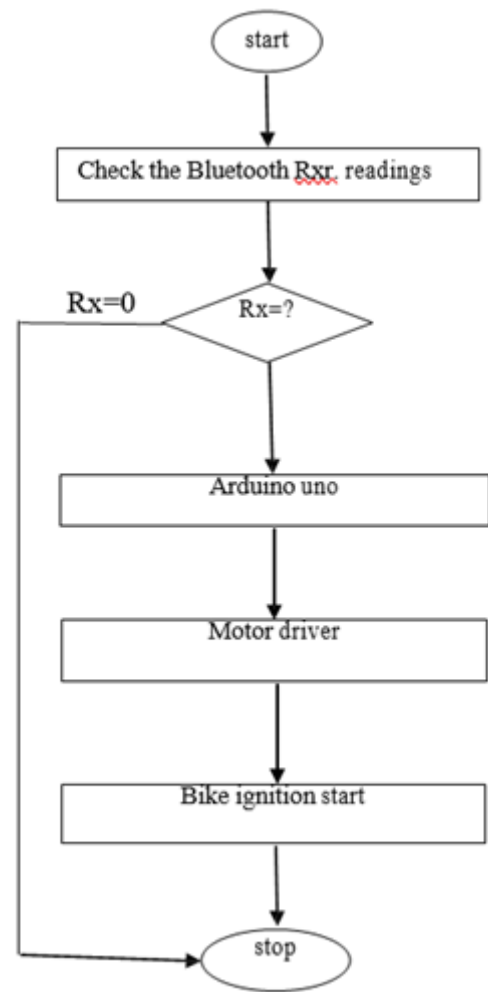 start
Check the Bluetooth Rxr readings
Rx=0
Rx=?
Arduino uno
Motor driver
Bike ignition start
stop